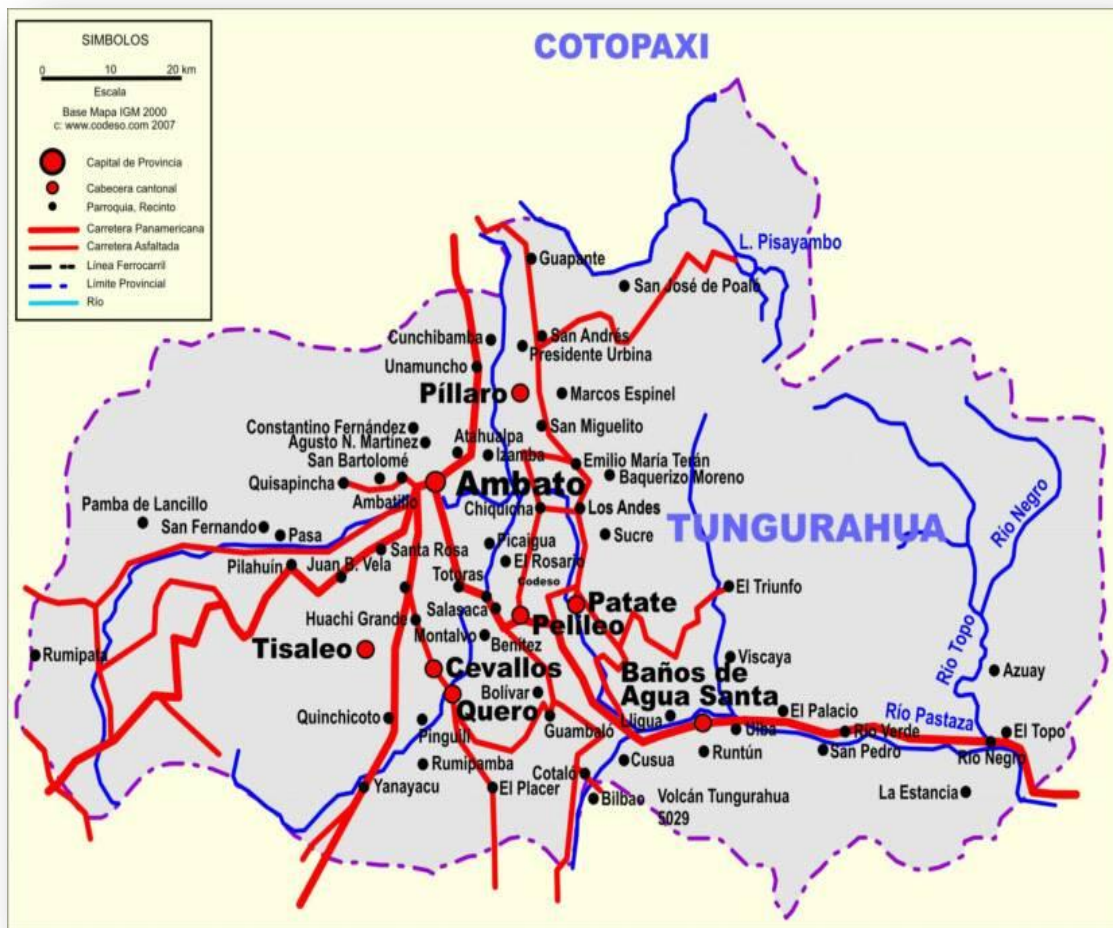 SIMBOLOS
0 10 20 km
Escala
Base Mapa IGM 2000
c: www.codeso.com 2007
Capital de Provincia
Cabecera cantonal
Parroquia, Recinto
Carretera Panamericana
Carretera Asfaltada
Línea Ferrocarril
Límite Provincial
Río
COTOPAXI
L. Pisayambo
Guapante
San José de Poaló
Cunchibamba
San Andrés
Presidente Urbina
Unamuncho
Píllaro
Marcos Espinel
Constantino Fernández
San Miguelito
Agusto N. Martínez
Atahualpa
Izamba
San Bartolomé
Emilio María Terán
Quisapincha
Ambato
Baquerizo Moreno
Ambatillo
Pamba de Lancillo
Chiquicha
Los Andes
San Fernando
TUNGURAHUA
Río Negro
Pasa
Picaigua
Sucre
Santa Rosa
Pilahuín
Juan B. Vela
El Rosario
Totoras
Codeso
El Triunfo
Salasaca
Patate
Huachi Grande
Pelileo
Montalvo
Benítez
Tisaleo
Rumipata
Cevallos
Baños de
Agua Santa
Viscaya
Río Topo
Azuay
Bolívar
Quero
Quinchicoto
Pinguili
Guambaló
Lligua
Ulba
El Palacio
Río Pastaza
Río Verde
El Topo
Rumipamba
Cusua
Runtún
San Pedro
Río Negro
Yanayacu
El Placer
Cotaló
Bilbao
Volcán Tungurahua
5029
La Estancia